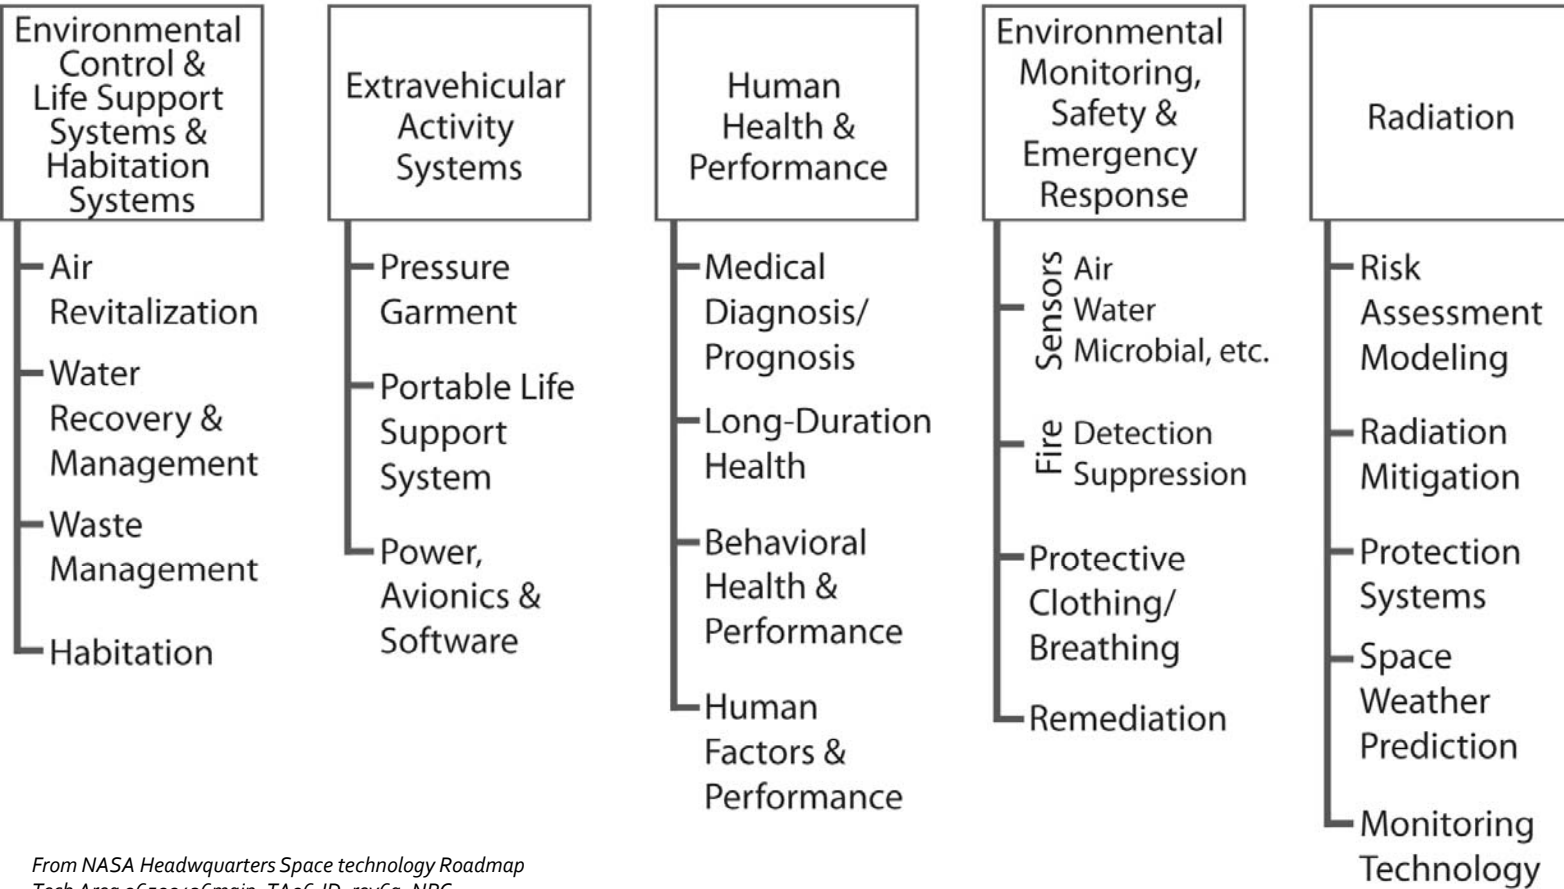 Environmental
Control &
Life Support
Systems &
Habitation
Systems
Air
Revitalization
Water
Recovery &
Management
Waste
Management
Habitation
Extravehicular
Activity
Systems
Pressure
Garment
Portable Life
Support
System
Power,
Avionics &
Software
Human
Health &
Performance
Medical
Diagnosis/
Prognosis
Long-Duration
Health
Behavioral
Health &
Performance
Human
Factors &
Performance
Environmental
Monitoring,
Safety &
Emergency
Response
Sensors
Air
Water
Microbial, etc.
Fire
Detection
Suppression
Protective
Clothing/
Breathing
Remediation
Radiation
Risk
Assessment
Modeling
Radiation
Mitigation
Protection
Systems
Space
Weather
Prediction
Monitoring
Technology
From NASA Headwquarters Space technology Roadmap
Tech Area